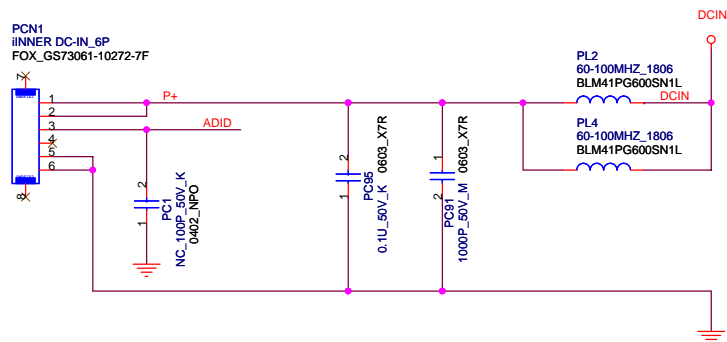 DCIN
PCN1
iINNER DC-IN_6P
FOX_GS73061-10272-7F
7
1
2
3
4
5
6
8
P+
ADID
2
1
PC1
NC_100P_50V_K
0402_NPO
2
1
PC95
0.1U_50V_K 0603_X7R
1
2
PC91
1000P_50V_M 0603_X7R
PL2
60-100MHZ_1806
BLM41PG600SN1L
DCIN
PL4
60-100MHZ_1806
BLM41PG600SN1L